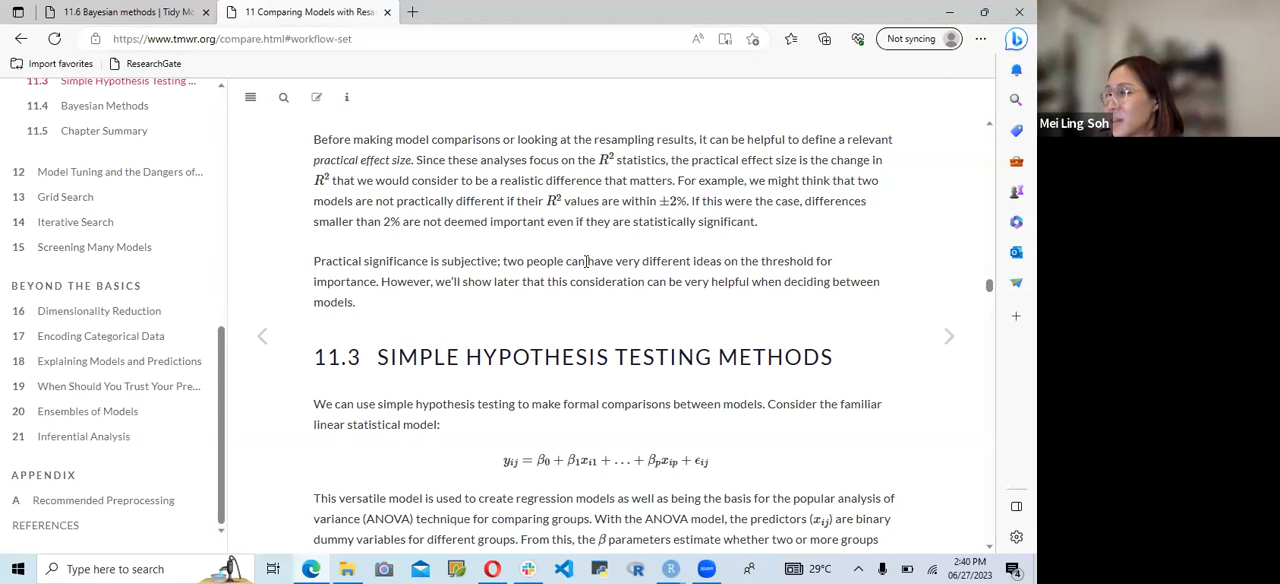 11.6 Bayesian methods | Tidy Mo
11 Comparing Models with Resa
https://www.tmwr.org/compare.html#workflow-set
Not syncing
Import favorites
ResearchGate
11.3 Simple Hypothesis Testing ...
11.4 Bayesian Methods
11.5 Chapter Summary
12 Model Tuning and the Dangers of...
13 Grid Search
14 Iterative Search
15 Screening Many Models
BEYOND THE BASICS
16 Dimensionality Reduction
17 Encoding Categorical Data
18 Explaining Models and Predictions
19 When Should You Trust Your Pre...
20 Ensembles of Models
21 Inferential Analysis
APPENDIX
A Recommended Preprocessing
REFERENCES
Before making model comparisons or looking at the resampling results, it can be helpful to define a relevant
practical effect size. Since these analyses focus on the R² statistics, the practical effect size is the change in
R² that we would consider to be a realistic difference that matters. For example, we might think that two
models are not practically different if their R² values are within ±2%. If this were the case, differences
smaller than 2% are not deemed important even if they are statistically significant.
Practical significance is subjective; two people can have very different ideas on the threshold for
importance. However, we'll show later that this consideration can be very helpful when deciding between
models.
11.3 SIMPLE HYPOTHESIS TESTING METHODS
We can use simple hypothesis testing to make formal comparisons between models. Consider the familiar
linear statistical model:
yij = β0 + β1xi1 + … + βpxip + ϵij
This versatile model is used to create regression models as well as being the basis for the popular analysis of
variance (ANOVA) technique for comparing groups. With the ANOVA model, the predictors (xij) are binary
dummy variables for different groups. From this, the β parameters estimate whether two or more groups
Mei Ling Soh
Type here to search
29°C
2:40 PM
06/27/2023
4